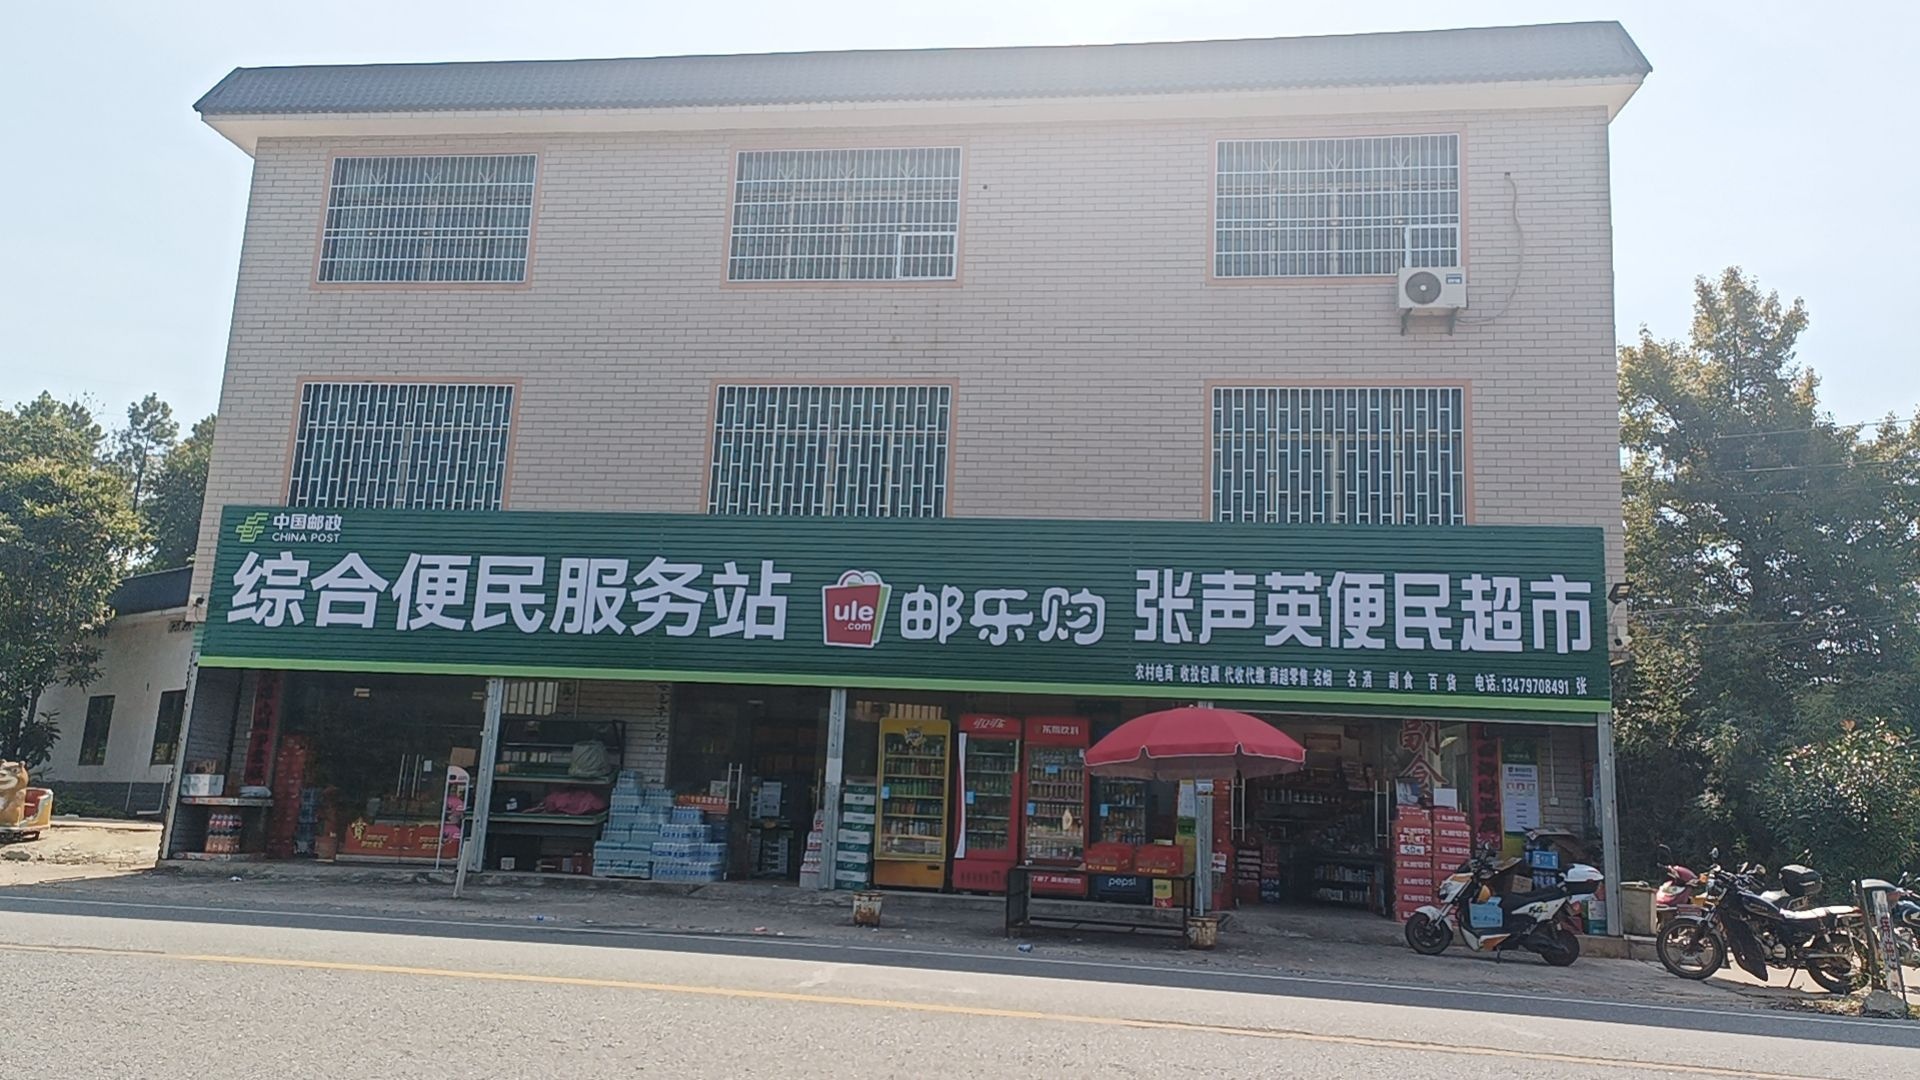 中国邮政
CHINA POST
综合便民服务站
ule
.com
邮乐购
张声英便民超市
农村电商 收投包裹 代收代缴 商超零售 名烟 名酒 副食 百货 电话:13479708491 张
副
食
pepsi